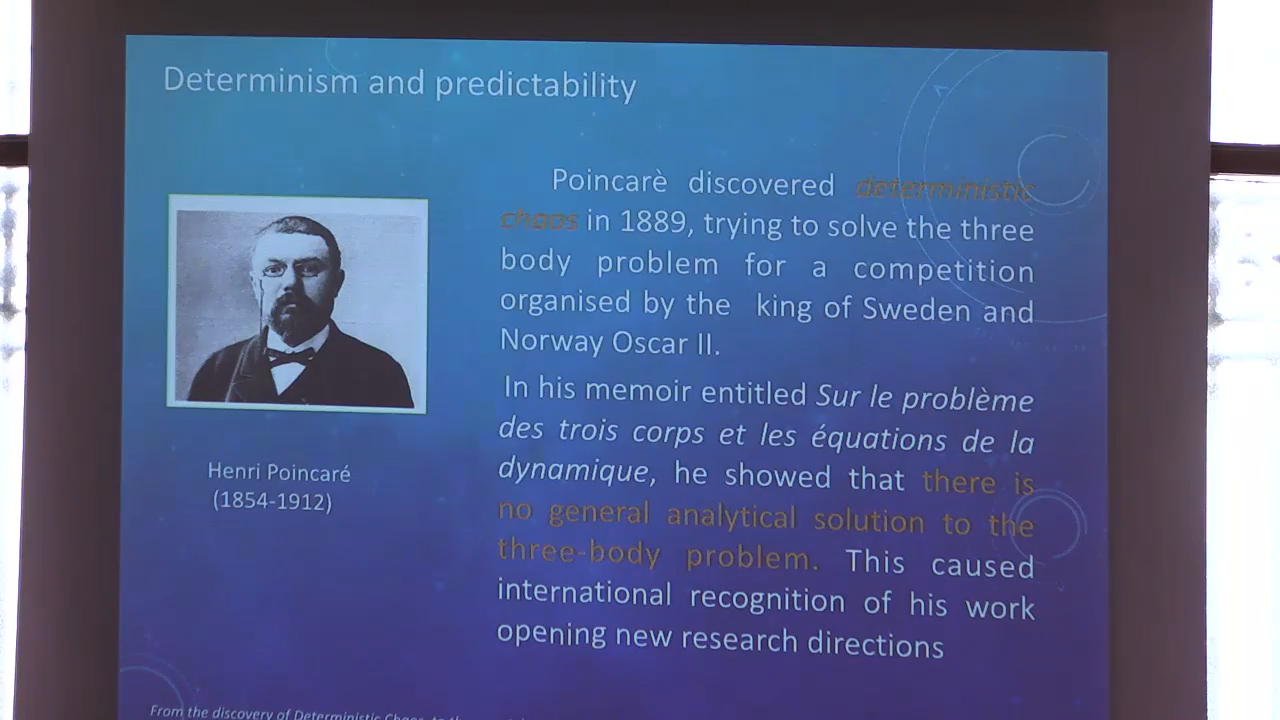 Determinism and predictability
Poincarè discovered deterministic
chaos in 1889, trying to solve the three
body problem for a competition
organised by the king of Sweden and
Norway Oscar II.
In his memoir entitled Sur le problème
des trois corps et les équations de la
dynamique, he showed that there is
no general analytical solution to the
three-body problem. This caused
international recognition of his work
opening new research directions
Henri Poincaré
(1854-1912)
From the discovery of Deterministic Chaos, to the